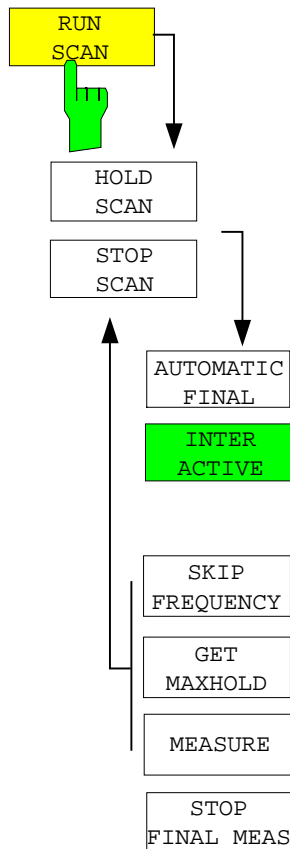 RUN
SCAN
HOLD
SCAN
STOP
SCAN
AUTOMATIC
FINAL
INTER
ACTIVE
SKIP
FREQUENCY
GET
MAXHOLD
MEASURE
STOP
FINAL MEAS